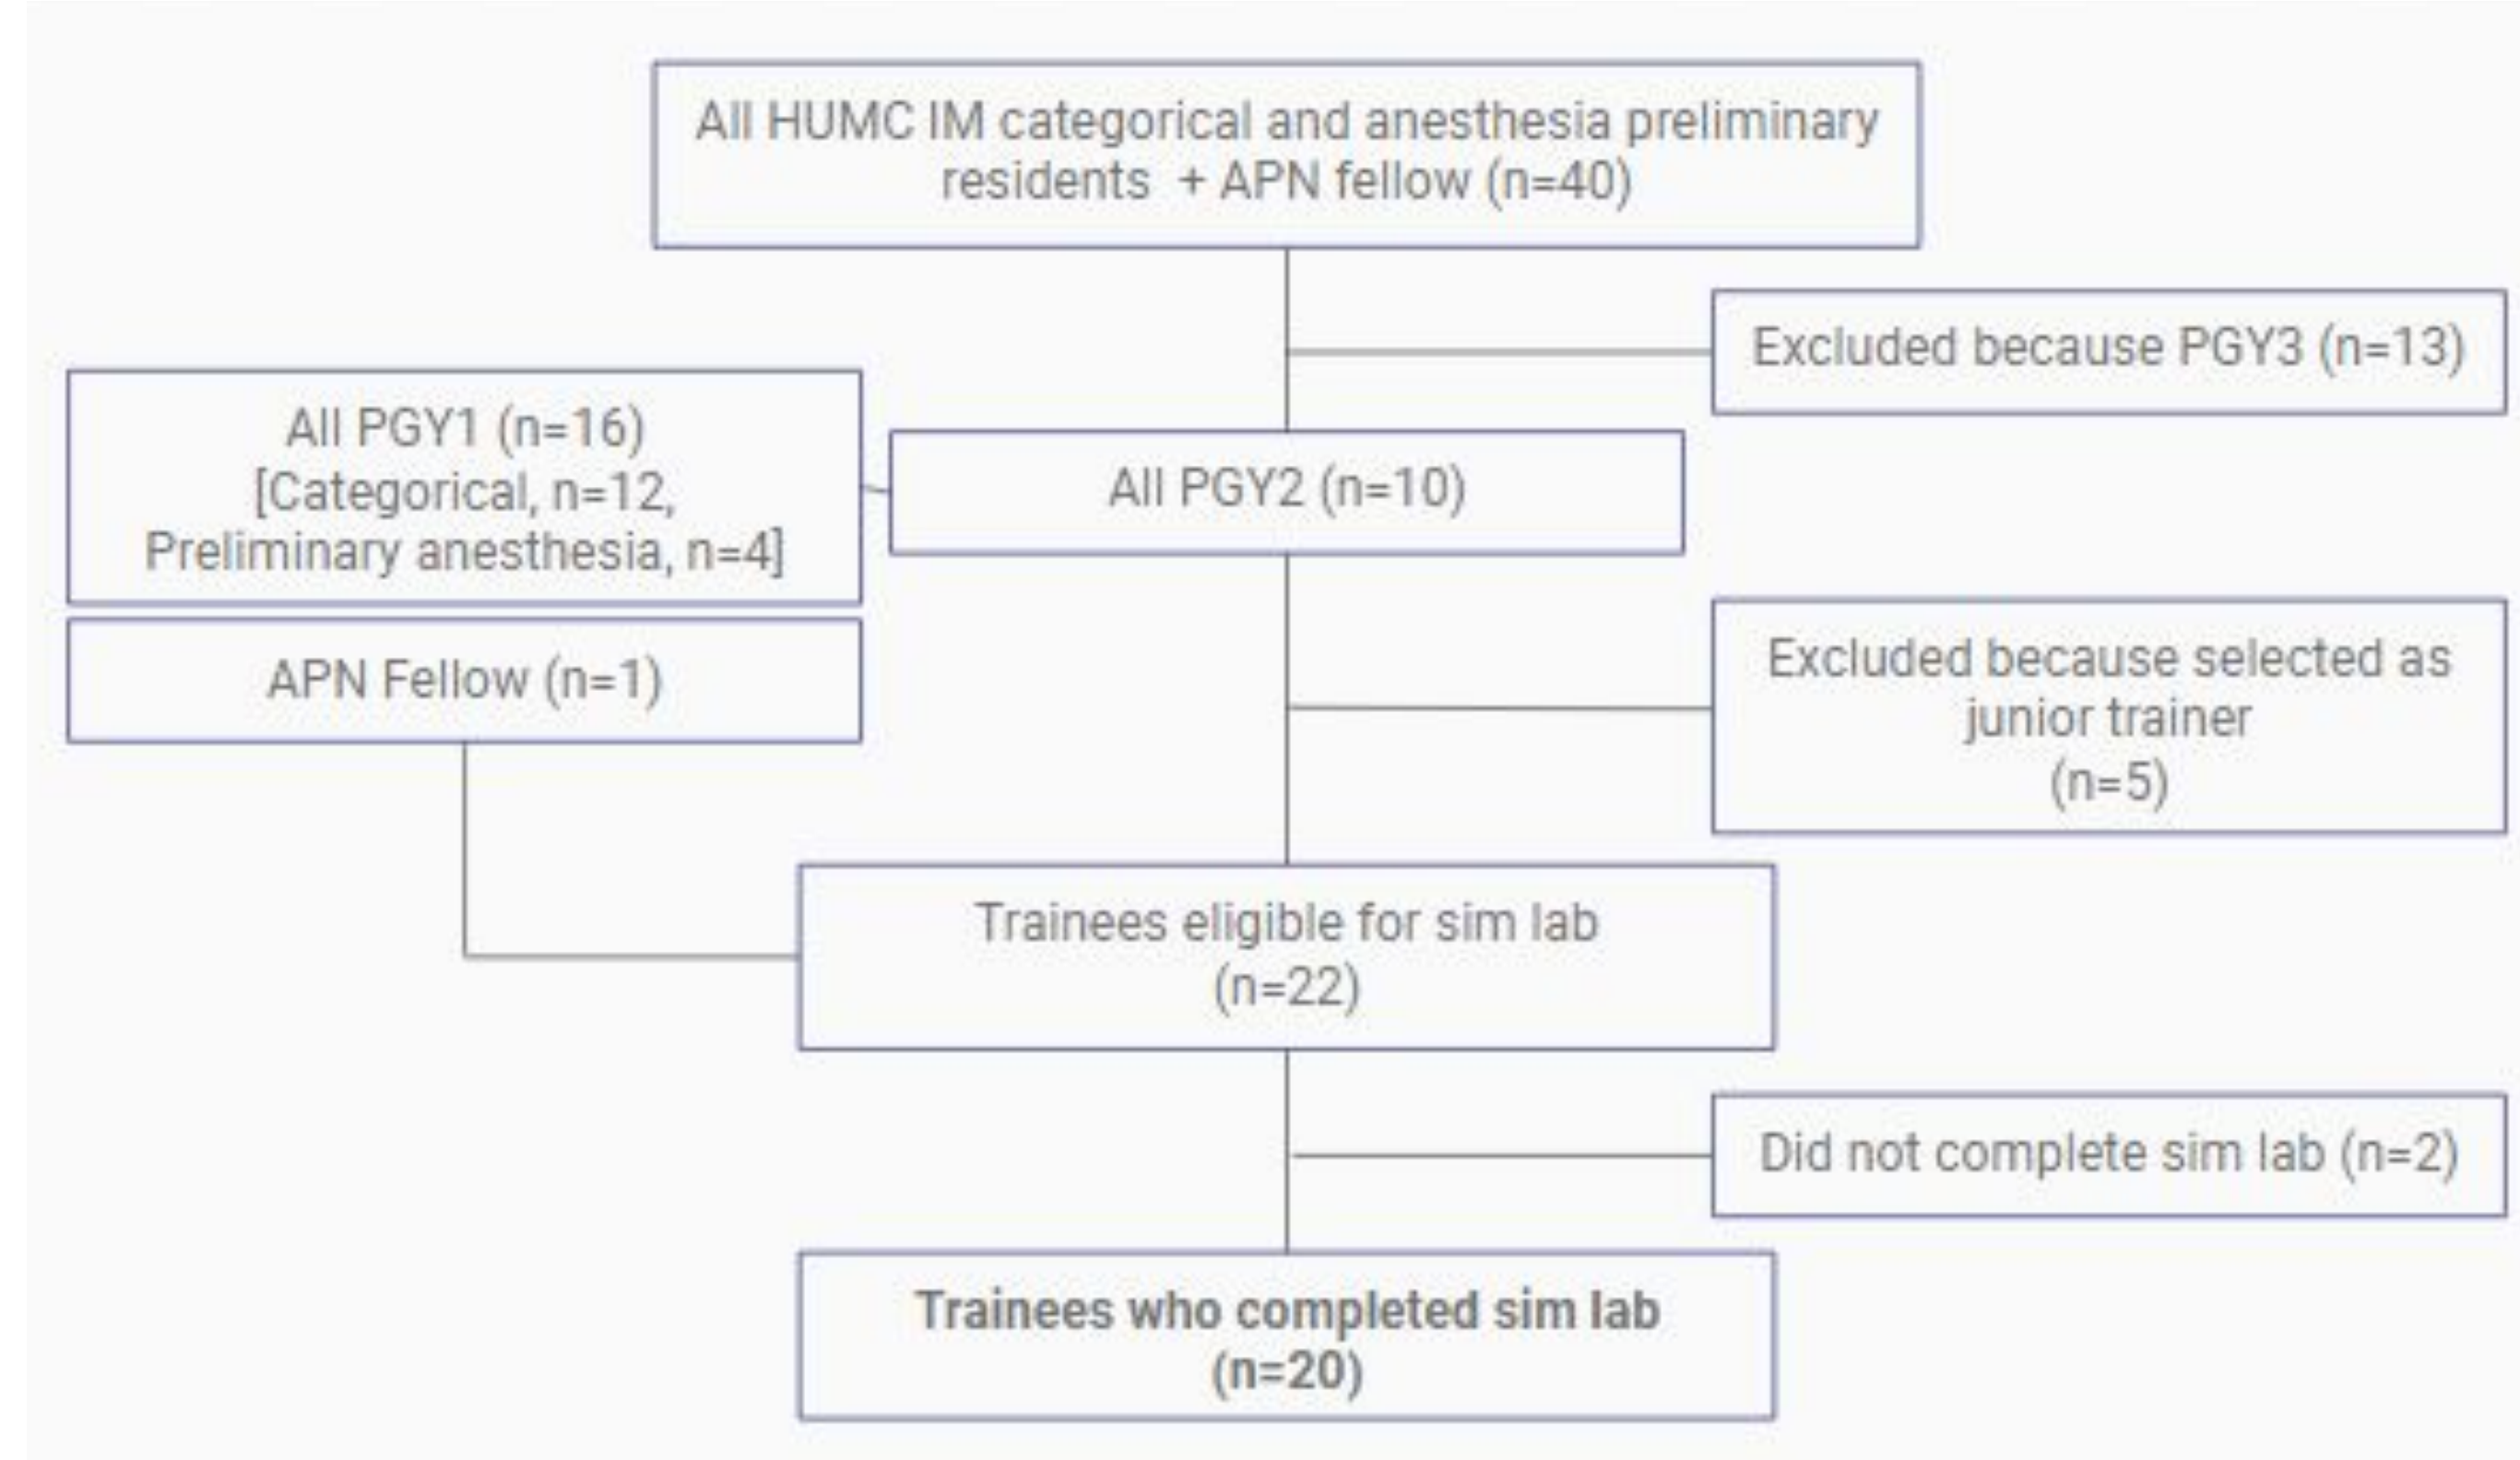 All HUMC IM categorical and anesthesia preliminary
residents + APN fellow (n=40)
Excluded because PGY3 (n=13)
All PGY1 (n=16)
[Categorical, n=12,
Preliminary anesthesia, n=4]
All PGY2 (n=10)
APN Fellow (n=1)
Excluded because selected as
junior trainer
(n=5)
Trainees eligible for sim lab
(n=22)
Did not complete sim lab (n=2)
Trainees who completed sim lab
(n=20)